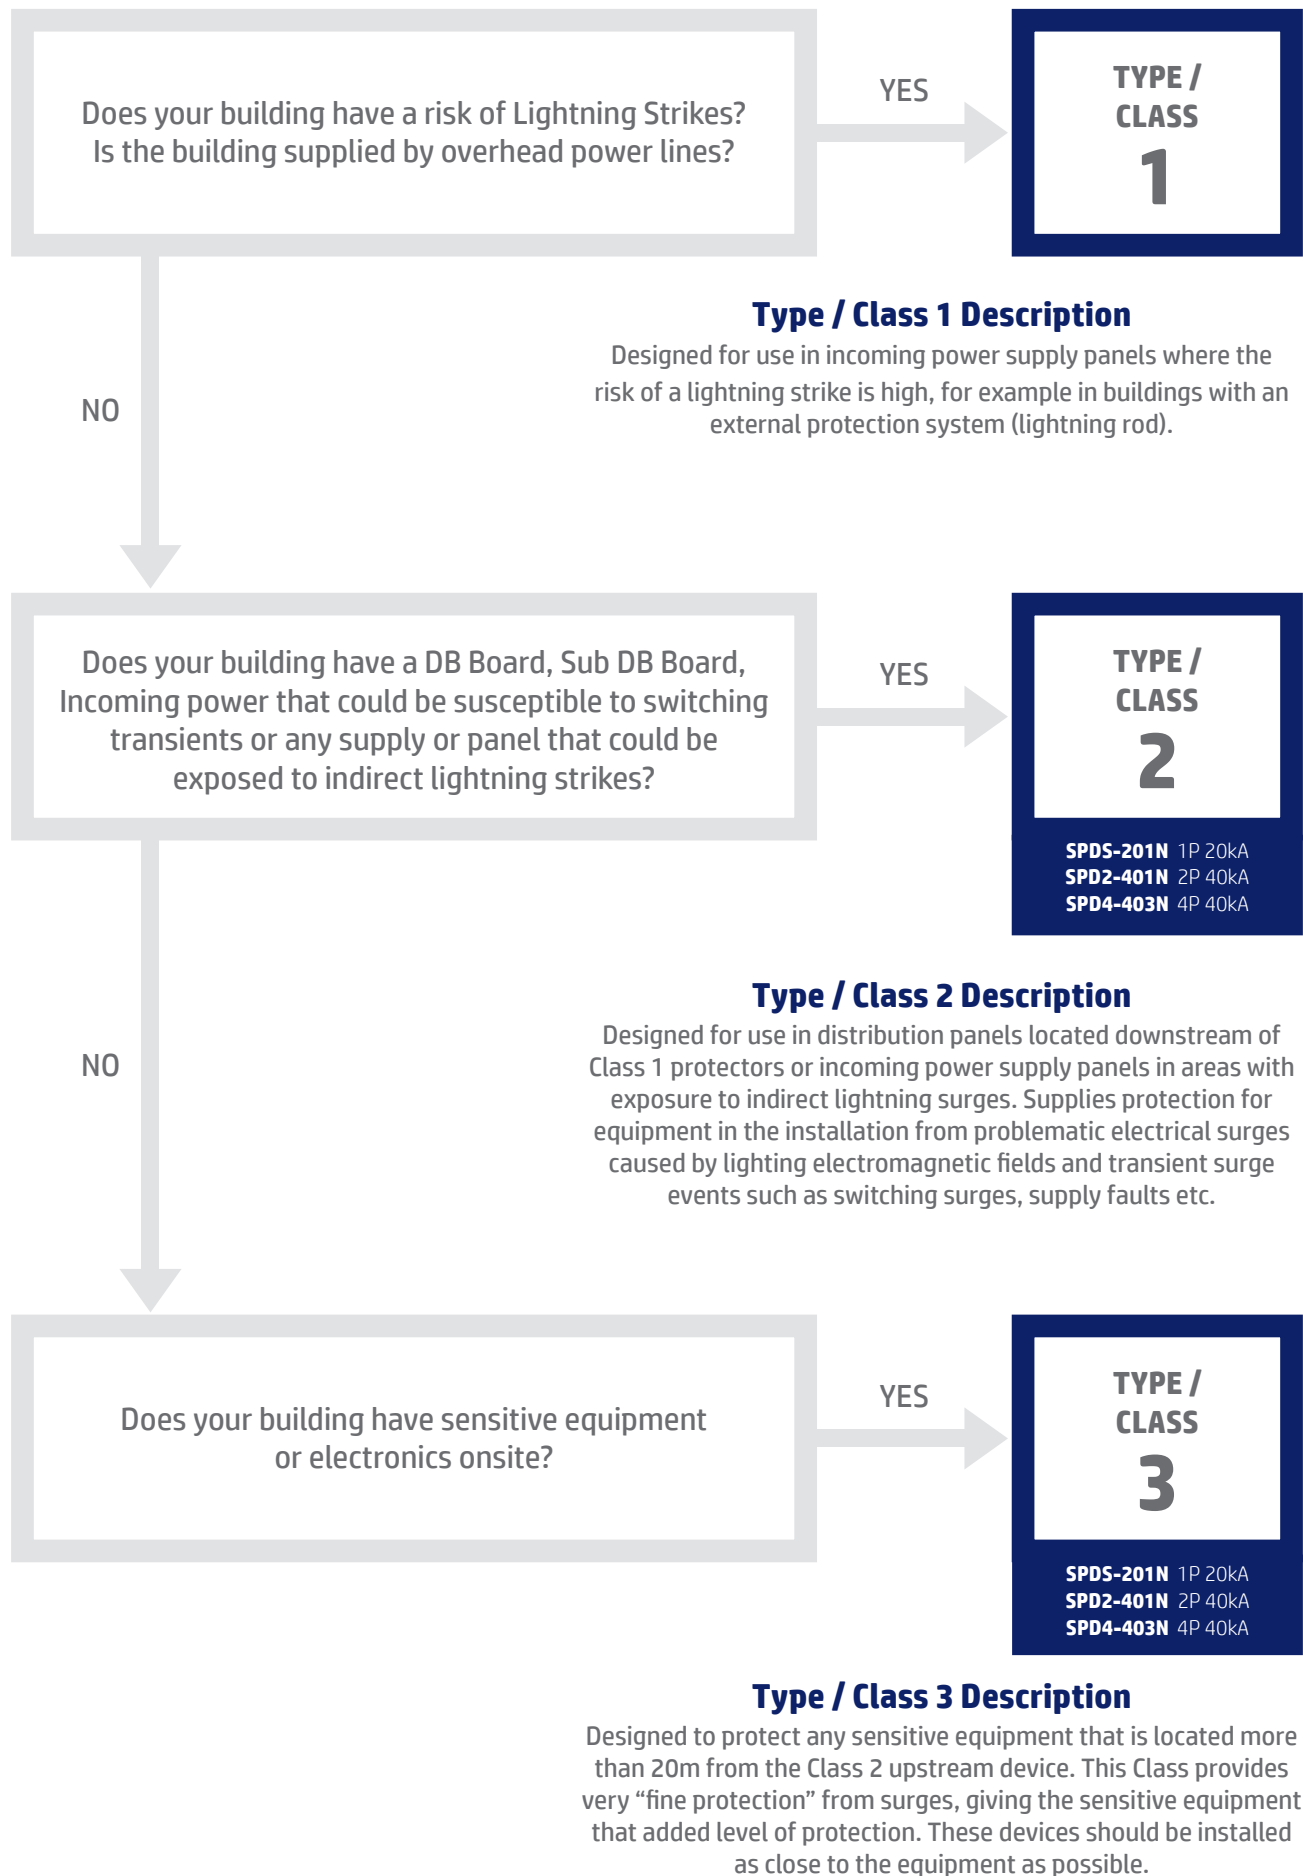 Does your building have a risk of Lightning Strikes?
Is the building supplied by overhead power lines?
YES
TYPE /
CLASS
1
Type / Class 1 Description
Designed for use in incoming power supply panels where the
risk of a lightning strike is high, for example in buildings with an
external protection system (lightning rod).
NO
Does your building have a DB Board, Sub DB Board,
Incoming power that could be susceptible to switching
transients or any supply or panel that could be
exposed to indirect lightning strikes?
YES
TYPE /
CLASS
2
SPDS-201N 1P 20kA
SPD2-401N 2P 40kA
SPD4-403N 4P 40kA
Type / Class 2 Description
Designed for use in distribution panels located downstream of
Class 1 protectors or incoming power supply panels in areas with
exposure to indirect lightning surges. Supplies protection for
equipment in the installation from problematic electrical surges
caused by lighting electromagnetic fields and transient surge
events such as switching surges, supply faults etc.
NO
Does your building have sensitive equipment
or electronics onsite?
YES
TYPE /
CLASS
3
SPDS-201N 1P 20kA
SPD2-401N 2P 40kA
SPD4-403N 4P 40kA
Type / Class 3 Description
Designed to protect any sensitive equipment that is located more
than 20m from the Class 2 upstream device. This Class provides
very “fine protection” from surges, giving the sensitive equipment
that added level of protection. These devices should be installed
as close to the equipment as possible.